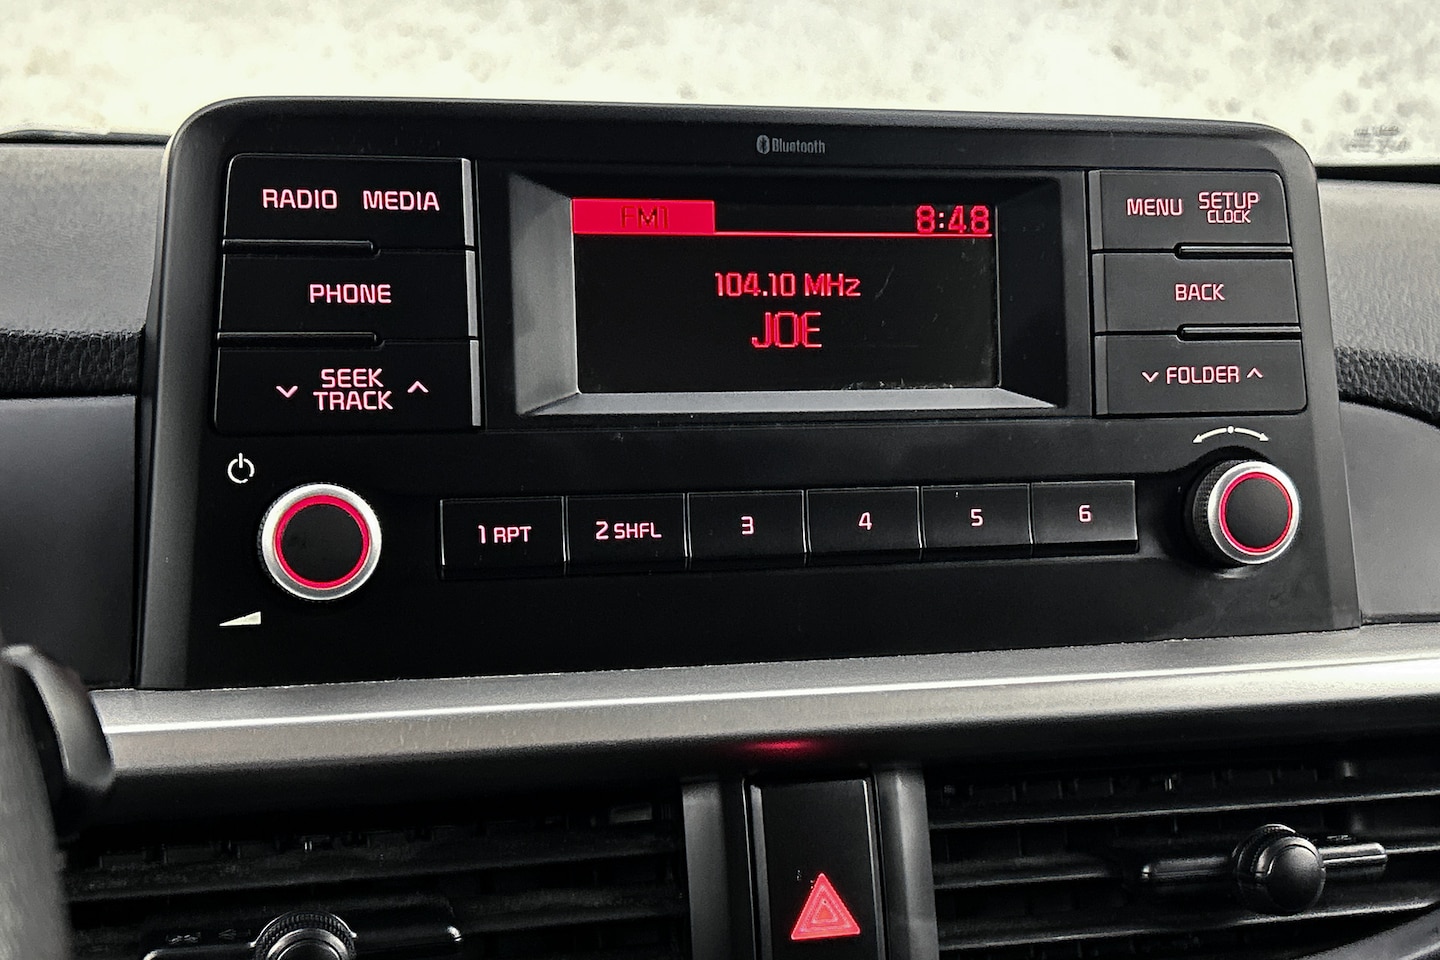 Bluetooth
RADIO MEDIA
PHONE
SEEK
TRACK
FM1
8:48
104.10 MHz
JOE
MENU SETUP
CLOCK
BACK
FOLDER
1 RPT
2 SHFL
3
4
5
6